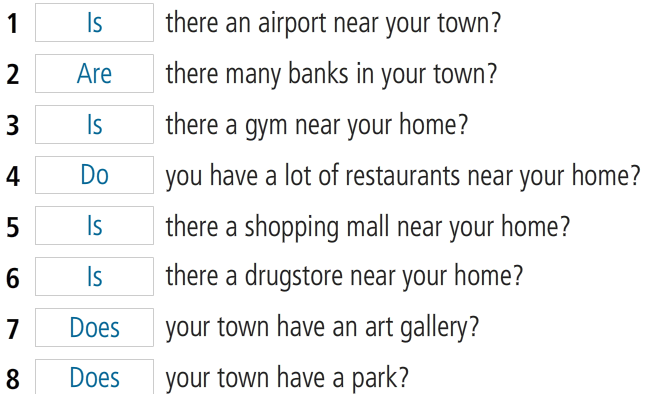 1 Is there an airport near your town?
2 Are there many banks in your town?
3 Is there a gym near your home?
4 Do you have a lot of restaurants near your home?
5 Is there a shopping mall near your home?
6 Is there a drugstore near your home?
7 Does your town have an art gallery?
8 Does your town have a park?